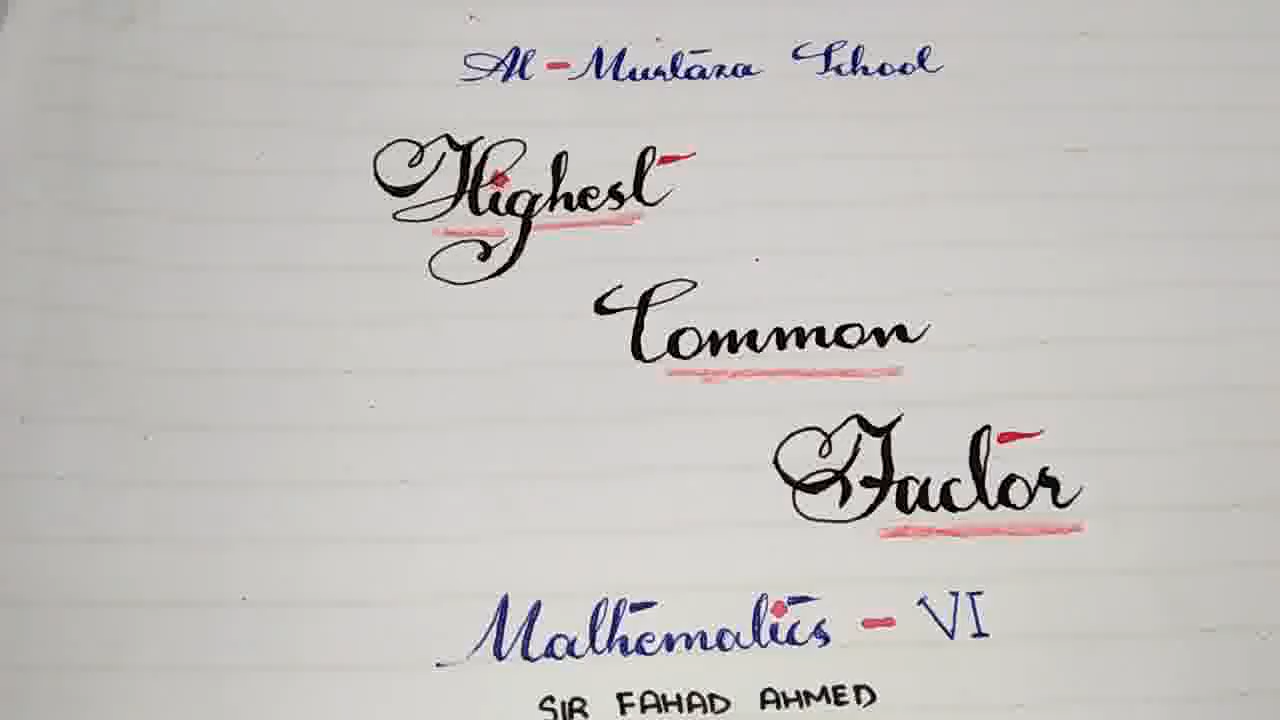 Al-Murtaza School
Highest
Common
Factor
Mathematics - VI
SIR FAHAD AHMED